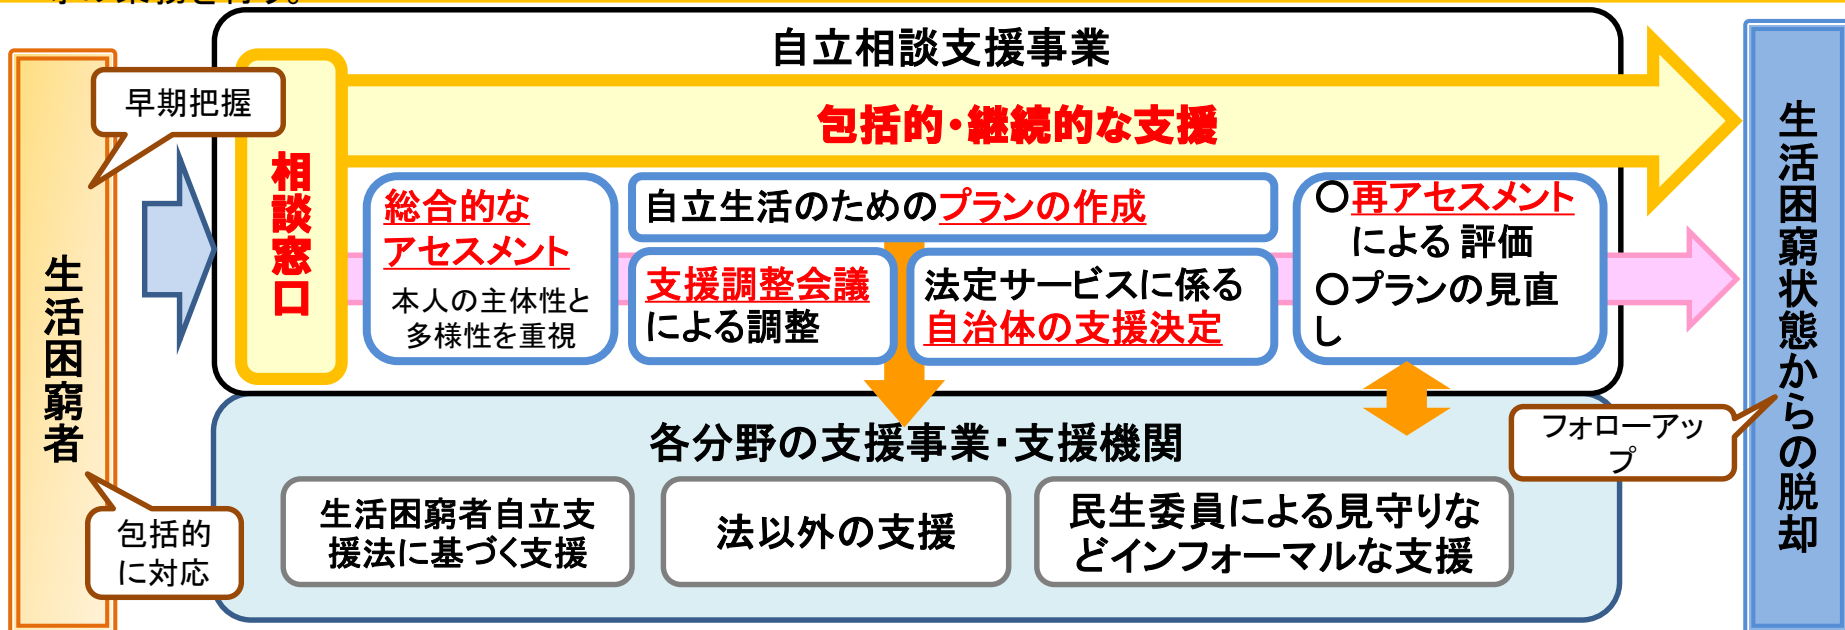 自立相談支援事業
早期把握
包括的・継続的な支援
相談窓口
総合的な
アセスメント
本人の主体性と
多様性を重視
自立生活のためのプランの作成
支援調整会議
による調整
法定サービスに係る
自治体の支援決定
〇再アセスメント
による 評価
〇プランの見直
し
生活困窮者
包括的
に対応
各分野の支援事業・支援機関
生活困窮者自立支
援法に基づく支援
法以外の支援
民生委員による見守りな
どインフォーマルな支援
フォローアッ
プ
生活困窮状態からの脱却